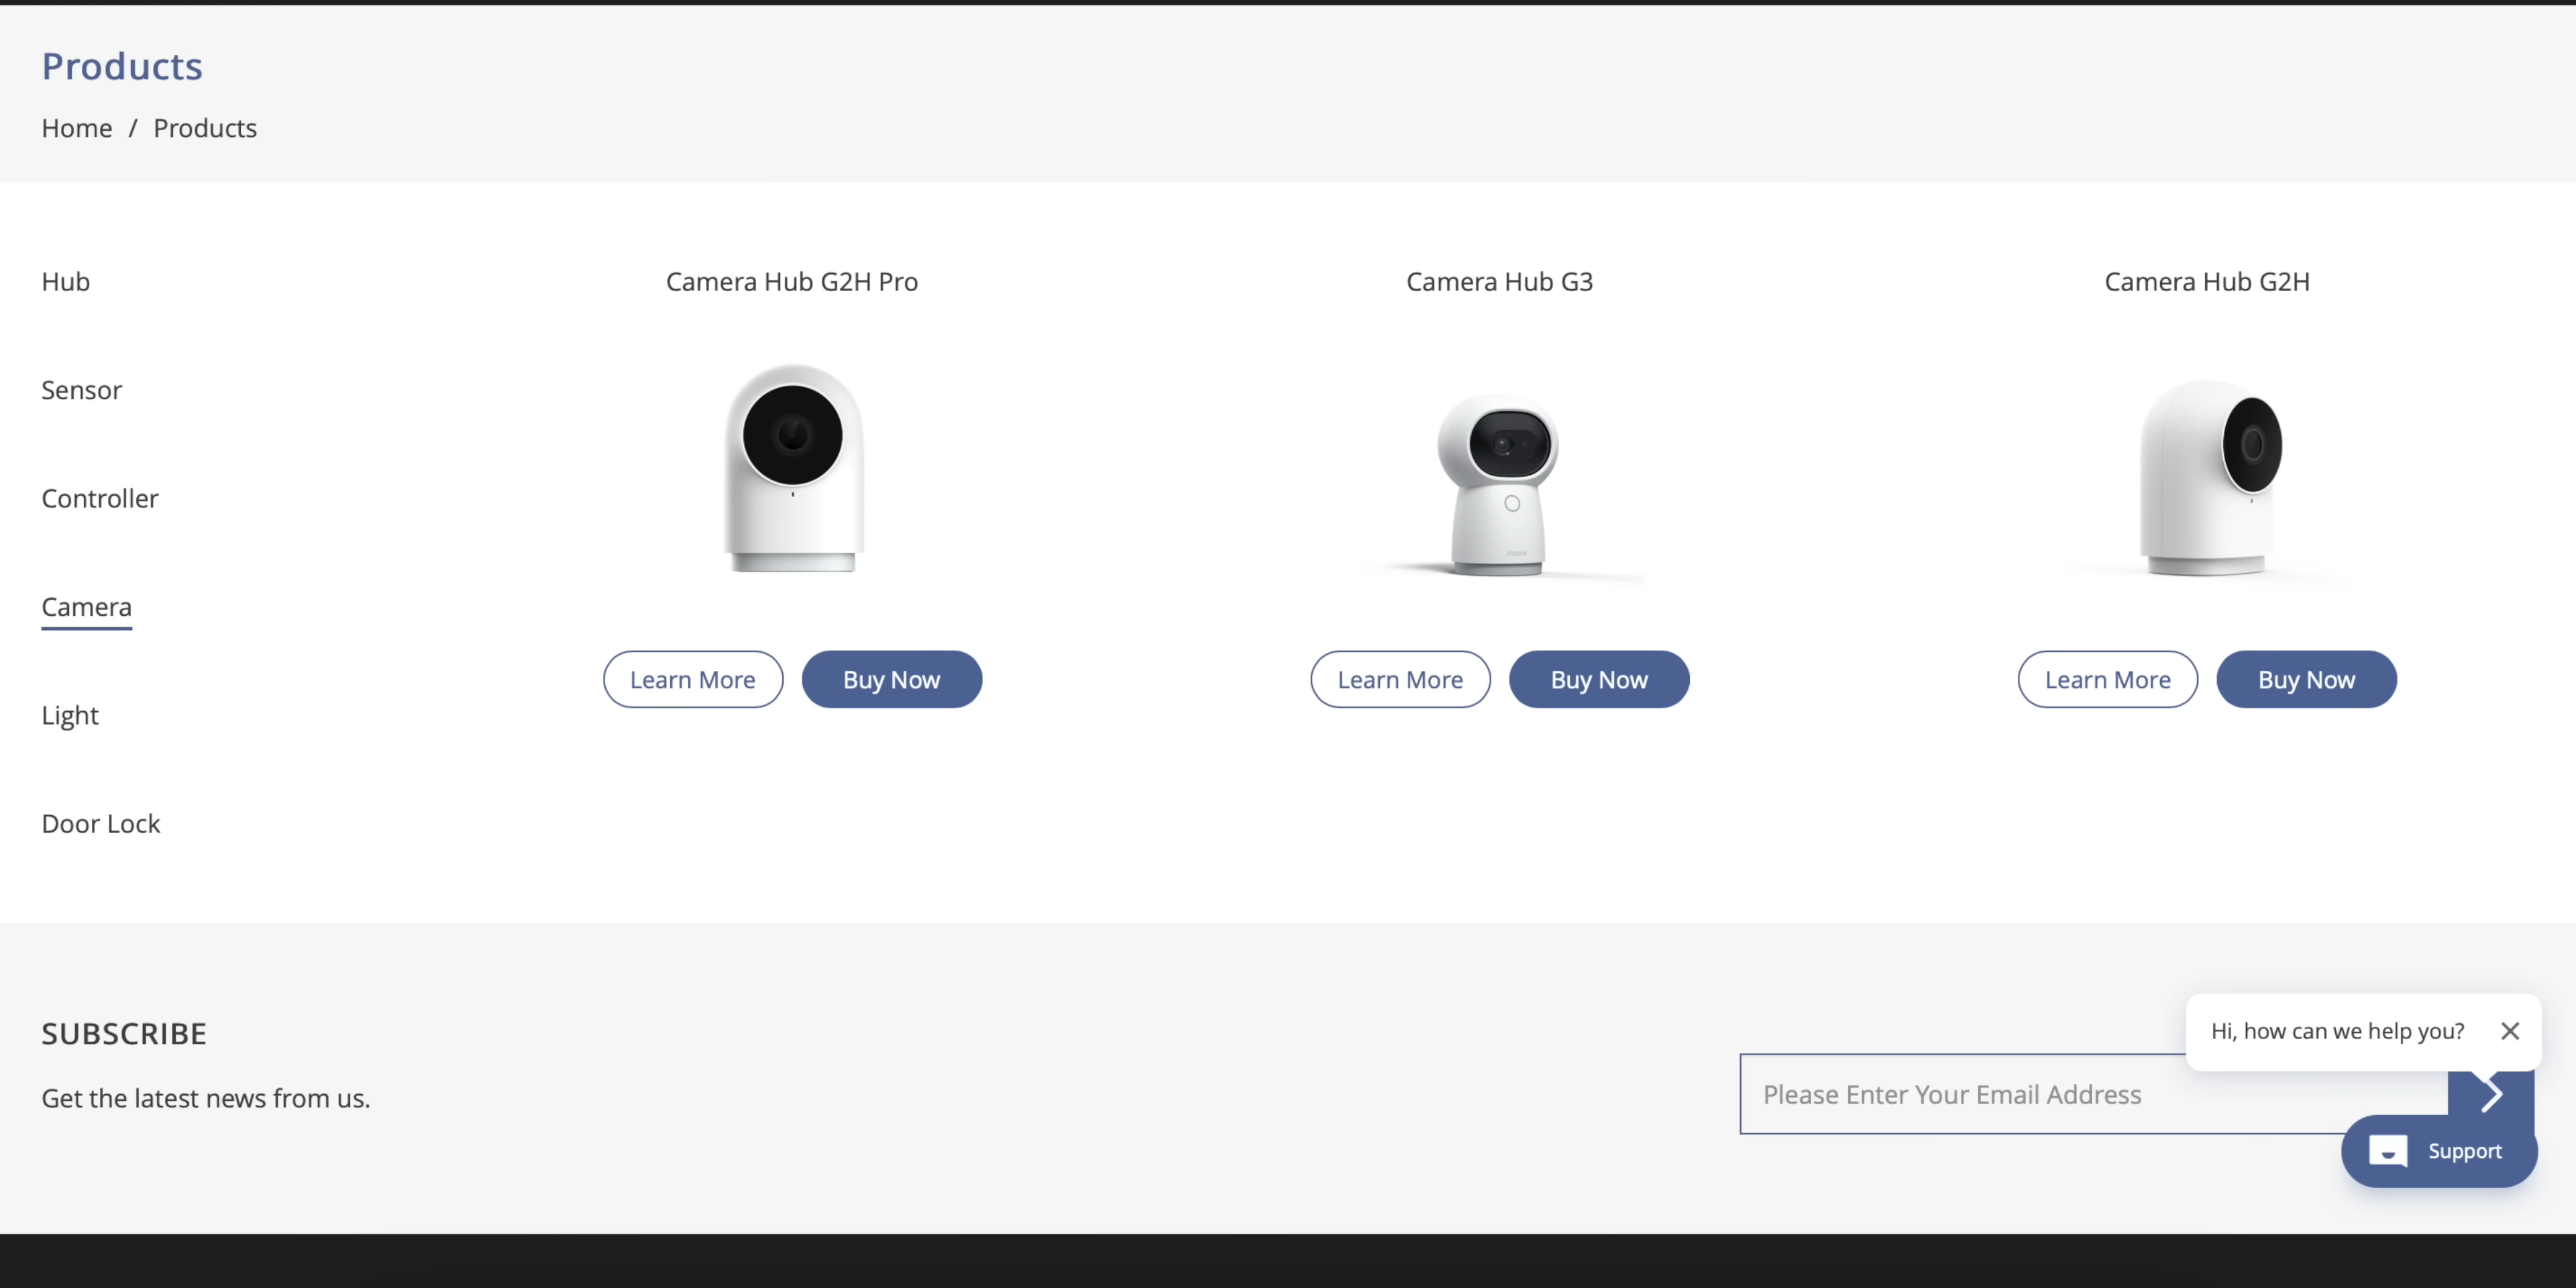 Products
Home / Products
Hub
Sensor
Controller
Camera
Light
Door Lock
Camera Hub G2H Pro
Learn More
Buy Now
Camera Hub G3
Aqara
Learn More
Buy Now
Camera Hub G2H
Learn More
Buy Now
SUBSCRIBE
Get the latest news from us.
Please Enter Your Email Address
Hi, how can we help you?
Support